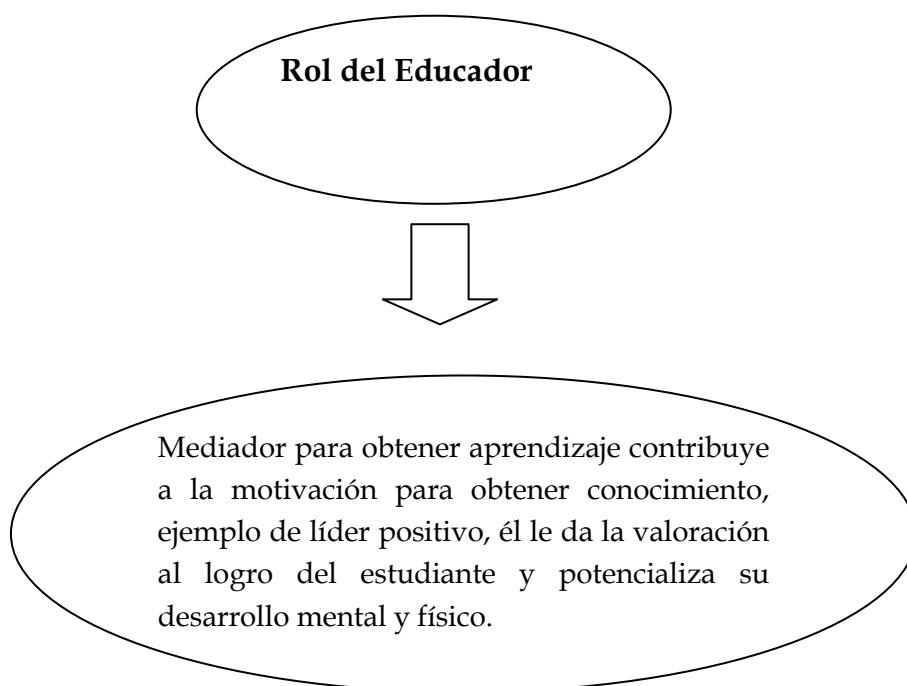 Rol del Educador
Mediador para obtener aprendizaje contribuye
a la motivación para obtener conocimiento,
ejemplo de líder positivo, él le da la valoración
al logro del estudiante y potencializa su
desarrollo mental y físico.